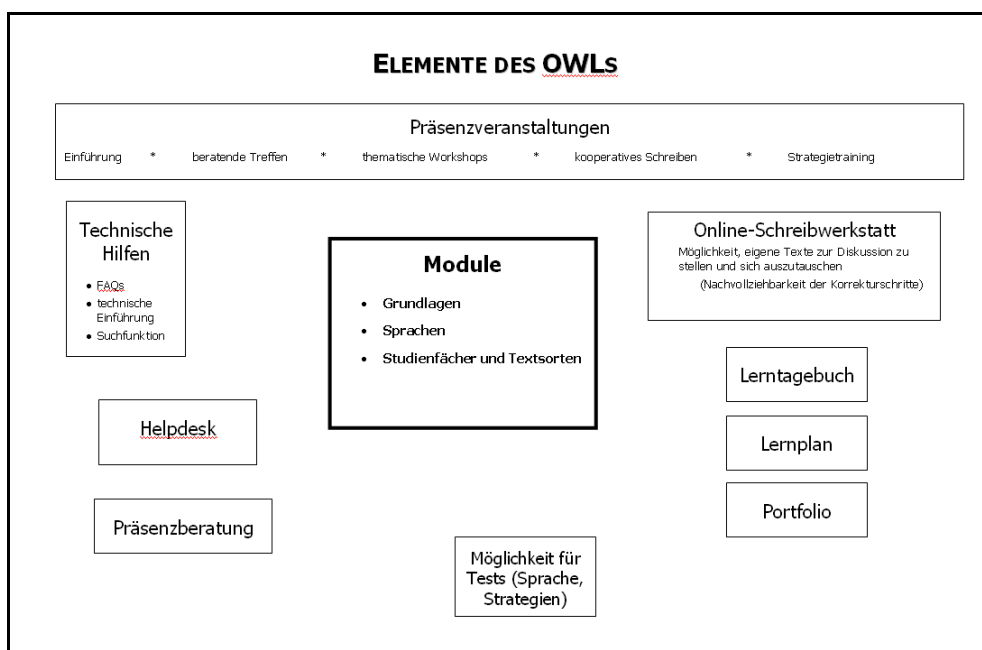 ELEMENTE DES OWLS
Präsenzveranstaltungen
Einführung * beratende Treffen * thematische Workshops * kooperatives Schreiben * Strategietraining
Technische
Hilfen
• FAQs
• technische
Einführung
• Suchfunktion
Module
• Grundlagen
• Sprachen
• Studienfächer und Textsorten
Online-Schreibwerkstatt
Möglichkeit, eigene Texte zur Diskussion zu
stellen und sich auszutauschen
(Nachvollziehbarkeit der Korrekturschritte)
Lerntagebuch
Helpdesk
Lernplan
Portfolio
Präsenzberatung
Möglichkeit für
Tests (Sprache,
Strategien)